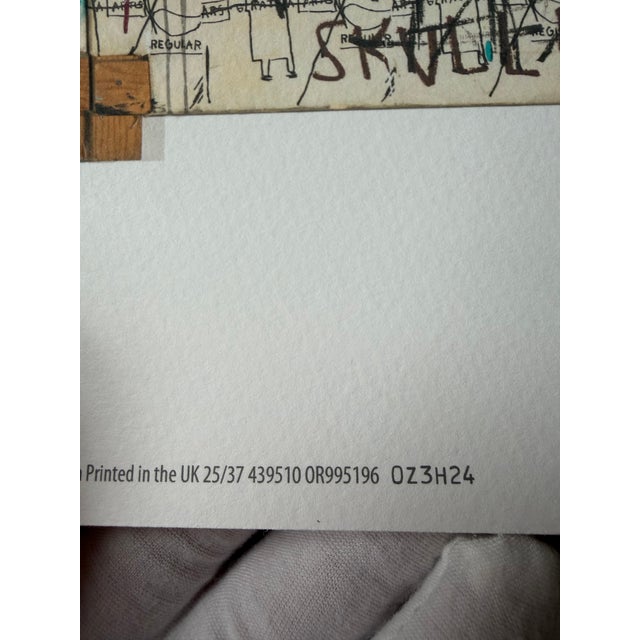 REGULAR
REGULAR
SKULL
Printed in the UK 25/37 439510 OR995196 OZ3H24